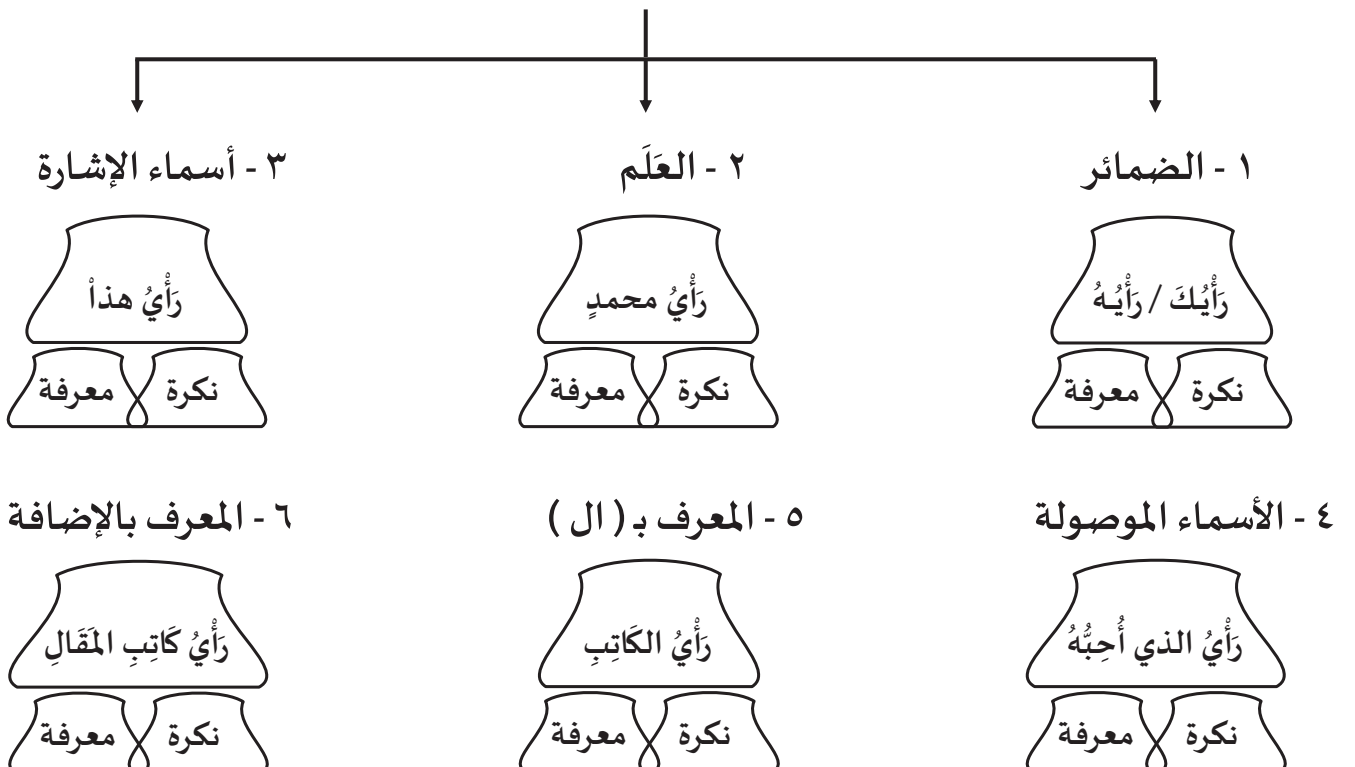 ١ - الضمائر
٢ - العَلَم
٣ - أسماء الإشارة
رَأْيُكَ / رَأْيُهُ
رَأْيُ محمدٍ
رَأْيُ هذاْ
نكرة معرفة
نكرة معرفة
نكرة معرفة
٤ - الأسماء الموصولة
٥ - المعرف بـ ( ال )
٦ - المعرف بالإضافة
رَأْيُ الذي أُحِبُّهُ
رَأْيُ الكَاتِبِ
رَأْيُ كَاتِبِ المَقَالِ
نكرة معرفة
نكرة معرفة
نكرة معرفة